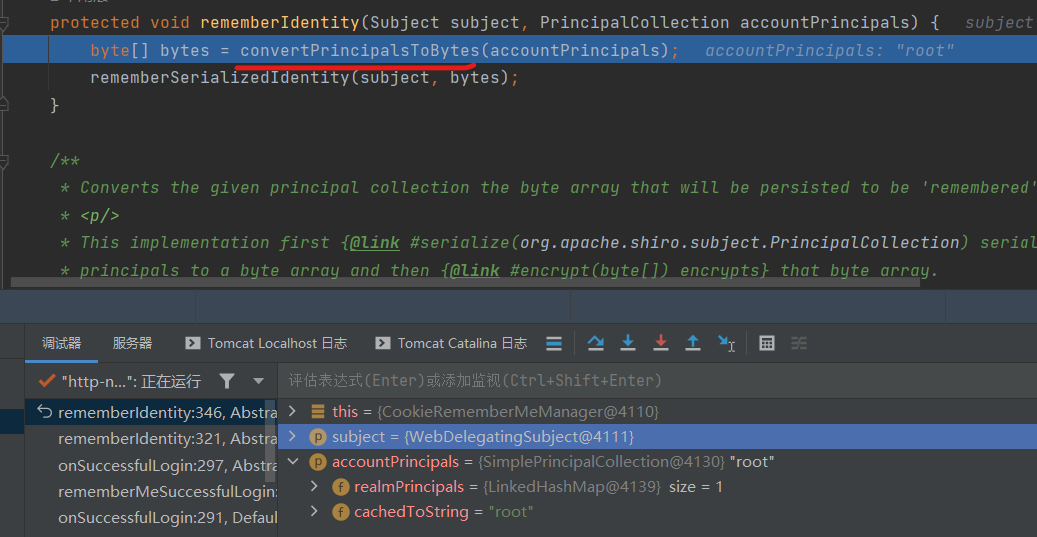 protected void rememberIdentity(Subject subject, PrincipalCollection accountPrincipals) { subject
byte[] bytes = convertPrincipalsToBytes(accountPrincipals); accountPrincipals: "root"
rememberSerializedIdentity(subject, bytes);
}
/**
* Converts the given principal collection the byte array that will be persisted to be 'remembered'
* <p/>
* This implementation first {@link #serialize(org.apache.shiro.subject.PrincipalCollection) serial
* principals to a byte array and then {@link #encrypt(byte[]) encrypts} that byte array.
调试器 服务器 Tomcat Localhost 日志 Tomcat Catalina 日志
"http-n...": 正在运行 评估表达式(Enter)或添加监视(Ctrl+Shift+Enter)
rememberIdentity:346, Abstra
rememberIdentity:321, Abstra
onSuccessfulLogin:297, Abstra
rememberMeSuccessfulLogin:
onSuccessfulLogin:291, Default
this = {CookieRememberMeManager@4110}
subject = {WebDelegatingSubject@4111}
accountPrincipals = {SimplePrincipalCollection@4130} "root"
realmPrincipals = {LinkedHashMap@4139} size = 1
cachedToString = "root"